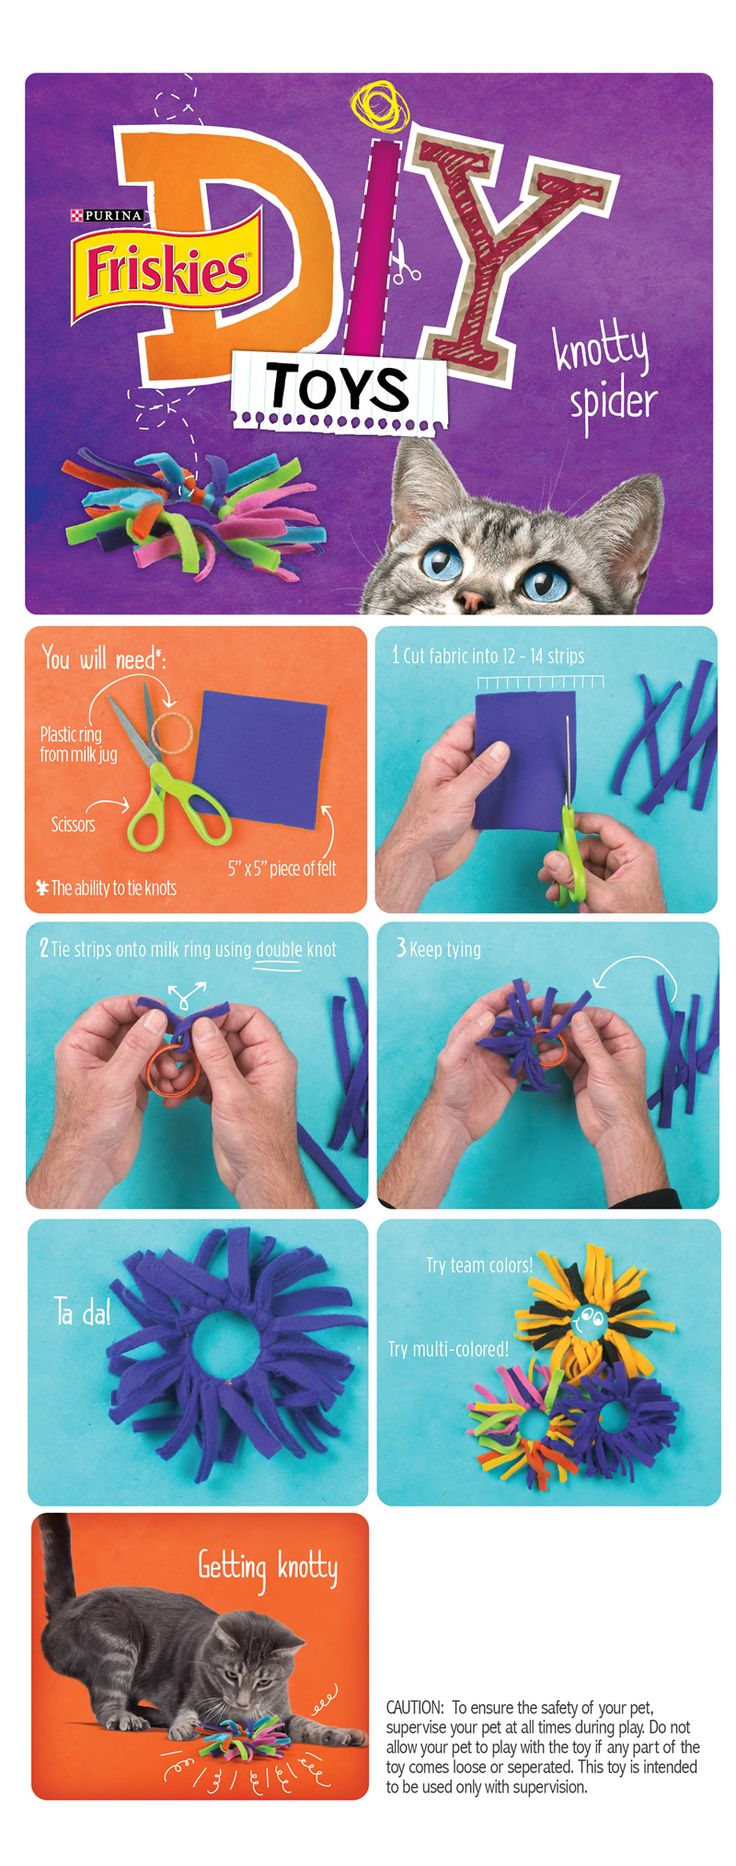 PURINA
Friskies
DIY
TOYS
knotty
spider
You will need*:
Plastic ring
from milk jug
Scissors
5" x 5" piece of felt
* The ability to tie knots
1 Cut fabric into 12 - 14 strips
2 Tie strips onto milk ring using double knot
3 Keep tying
Ta da!
Try team colors!
Try multi-colored!
Getting knotty
CAUTION: To ensure the safety of your pet,
supervise your pet at all times during play. Do not
allow your pet to play with the toy if any part of the
toy comes loose or seperated. This toy is intended
to be used only with supervision.